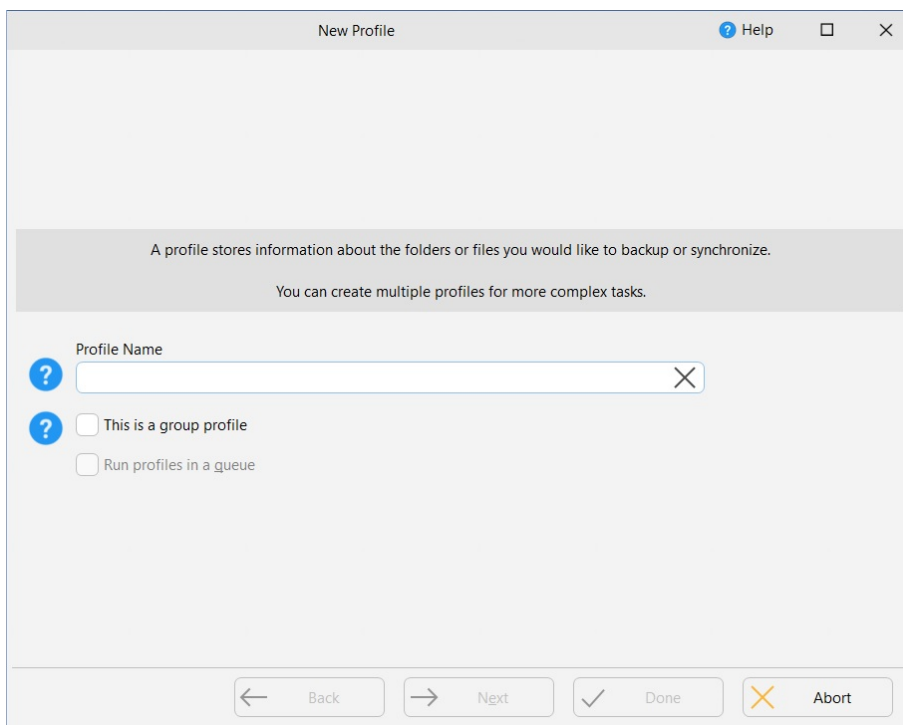 New Profile
Help
A profile stores information about the folders or files you would like to backup or synchronize.
You can create multiple profiles for more complex tasks.
Profile Name
This is a group profile
Run profiles in a queue
Back
Next
Done
Abort